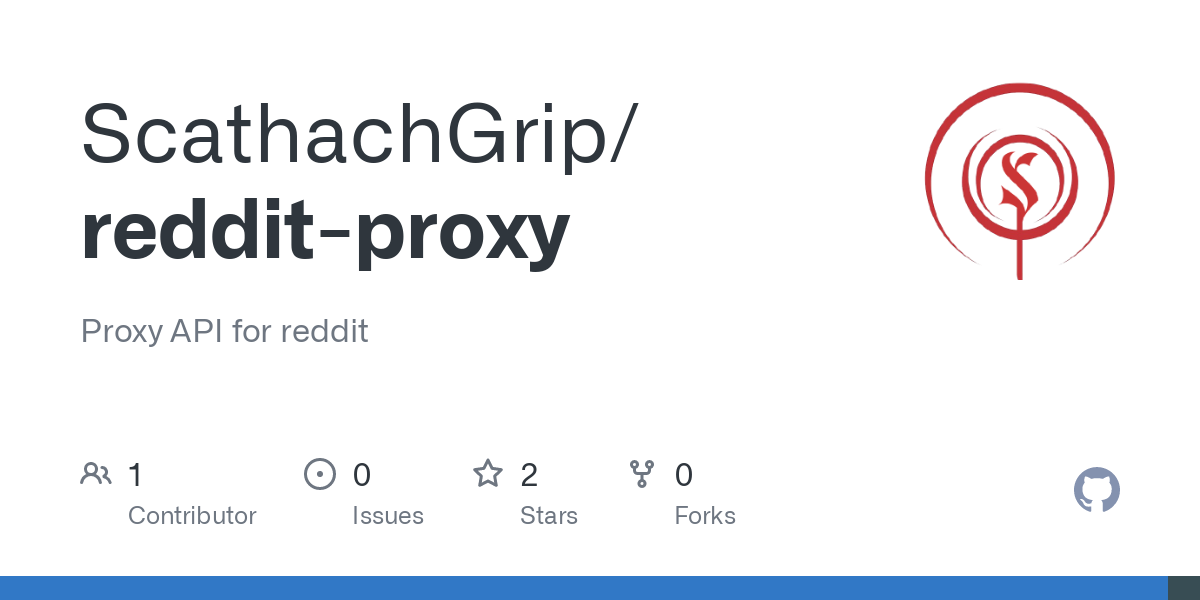 ScathachGrip/
reddit-proxy
Proxy API for reddit
1
Contributor
0
Issues
2
Stars
0
Forks
S